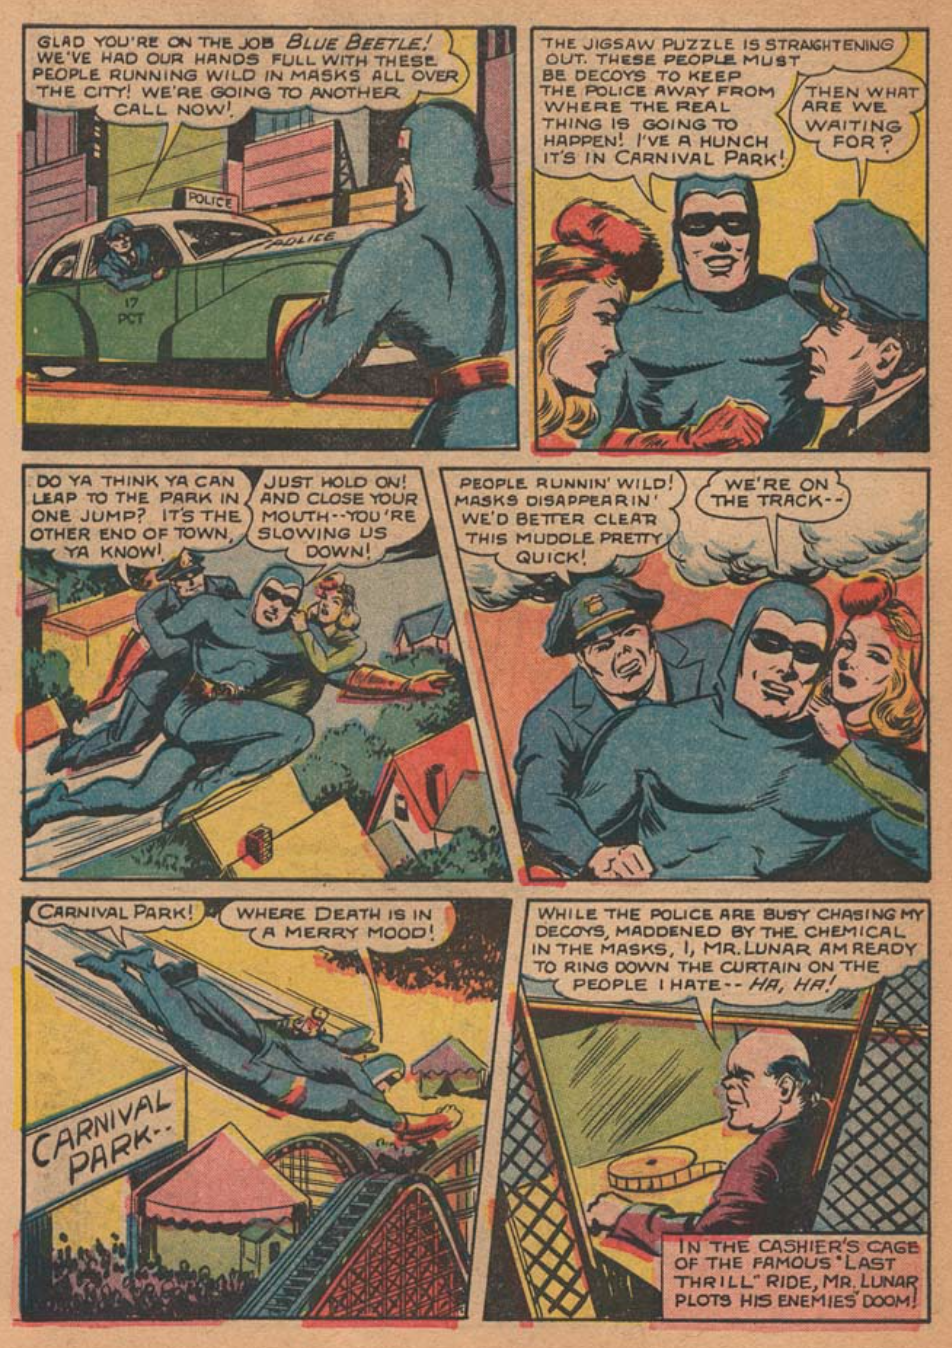 GLAD YOU'RE ON THE JOB BLUE BEETLE!
WE'VE HAD OUR HANDS FULL WITH THESE
PEOPLE RUNNING WILD IN MASKS ALL OVER
THE CITY! WE'RE GOING TO ANOTHER
CALL NOW!
POLICE
POLICE
17
PCT
THE JIGSAW PUZZLE IS STRAIGHTENING
OUT. THESE PEOPLE MUST
BE DECOYS TO KEEP
THE POLICE AWAY FROM
WHERE THE REAL
THING IS GOING TO
HAPPEN! I'VE A HUNCH
IT'S IN CARNIVAL PARK!
THEN WHAT
ARE WE
WAITING
FOR?
DO YA THINK YA CAN
LEAP TO THE PARK IN
ONE JUMP? IT'S THE
OTHER END OF TOWN,
YA KNOW!
JUST HOLD ON!
AND CLOSE YOUR
MOUTH--YOU'RE
SLOWING US
DOWN!
PEOPLE RUNNIN' WILD!
MASKS DISAPPEARIN'
WE'D BETTER CLEAR
THIS MUDDLE PRETTY
QUICK!
WE'RE ON
THE TRACK--
CARNIVAL PARK!
WHERE DEATH IS IN
A MERRY MOOD!
CARNIVAL
PARK--
WHILE THE POLICE ARE BUSY CHASING MY
DECOYS, MADDENED BY THE CHEMICAL
IN THE MASKS, I, MR. LUNAR AM READY
TO RING DOWN THE CURTAIN ON THE
PEOPLE I HATE-- HA, HA!
IN THE CASHIER'S CAGE
OF THE FAMOUS "LAST
THRILL" RIDE, MR. LUNAR
PLOTS HIS ENEMIES' DOOM!